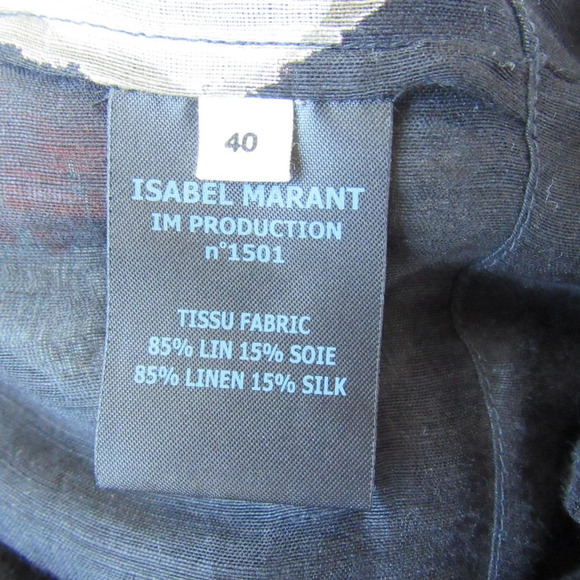 40
ISABEL MARANT
IM PRODUCTION
n°1501
TISSU FABRIC
85% LIN 15% SOIE
85% LINEN 15% SILK